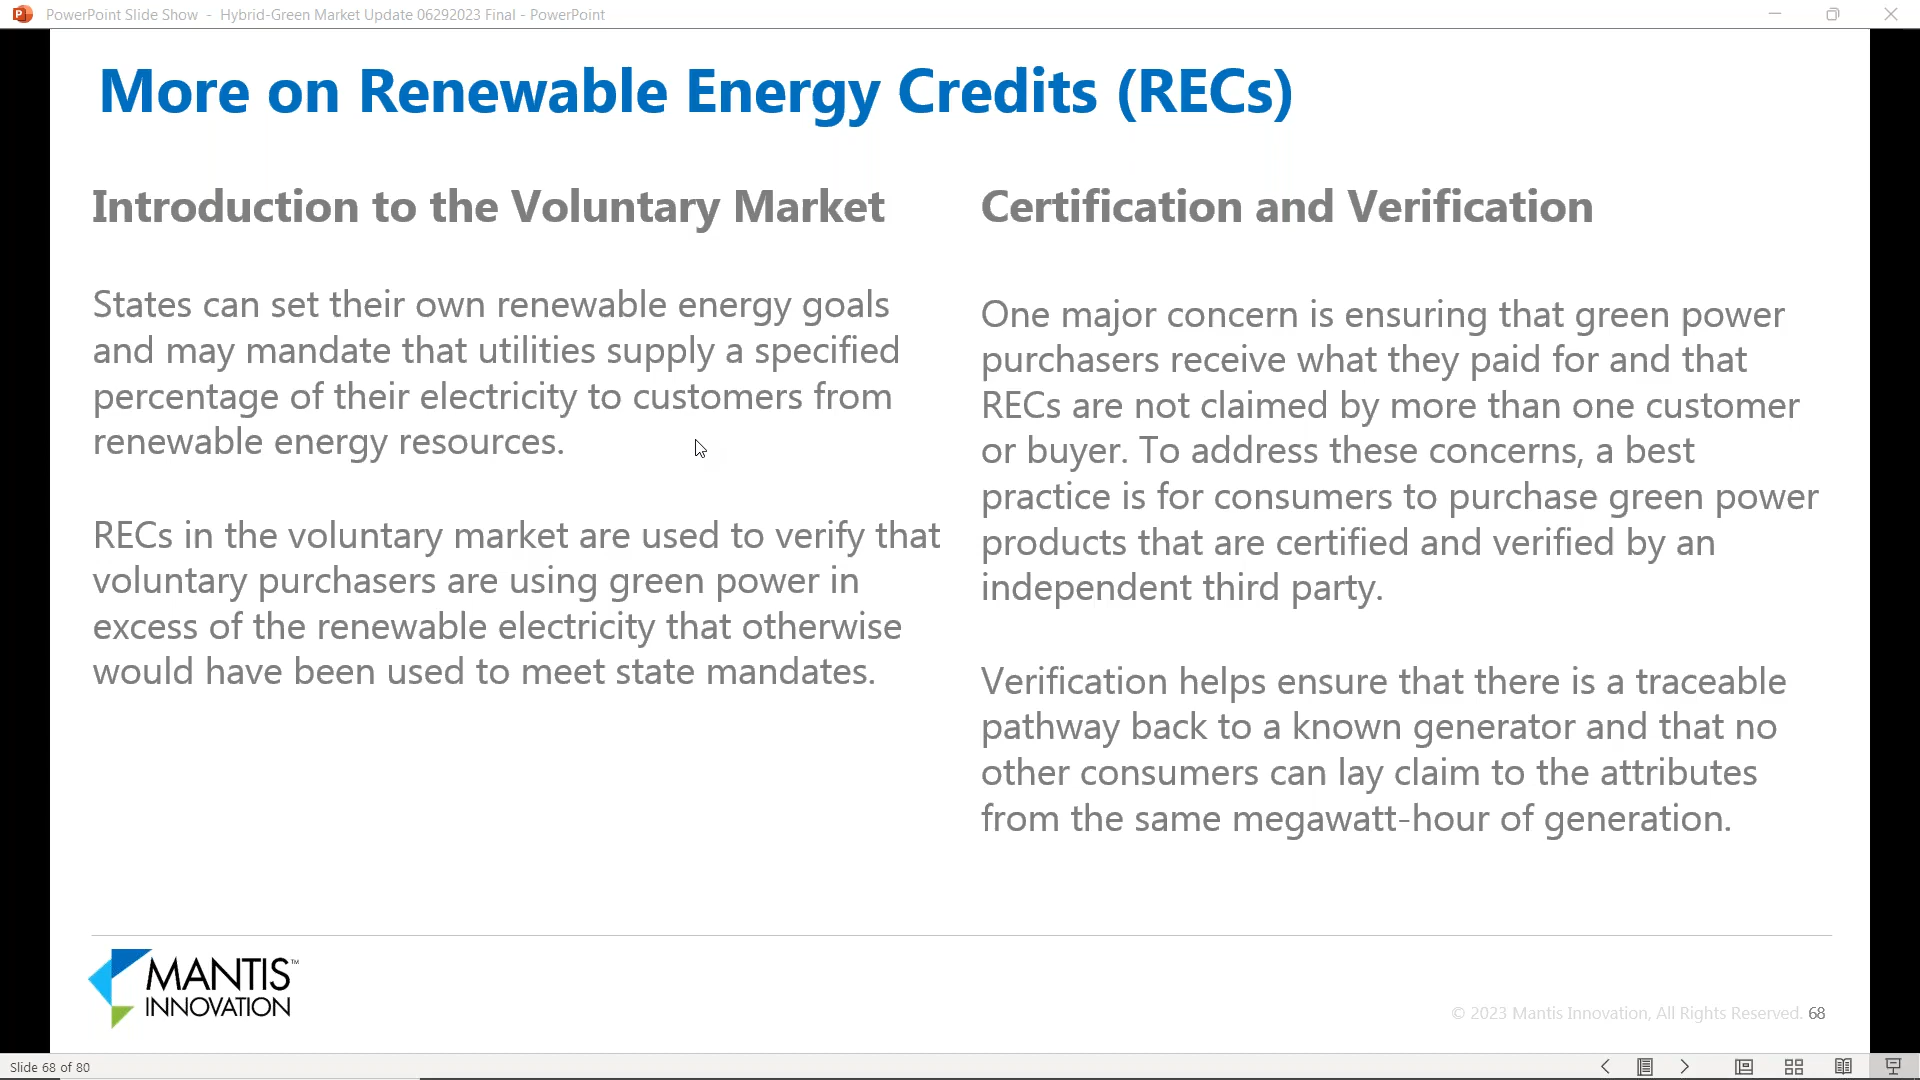 PowerPoint Slide Show - Hybrid-Green Market Update 06292023 Final - PowerPoint
More on Renewable Energy Credits (RECs)
Introduction to the Voluntary Market
States can set their own renewable energy goals
and may mandate that utilities supply a specified
percentage of their electricity to customers from
renewable energy resources.
RECs in the voluntary market are used to verify that
voluntary purchasers are using green power in
excess of the renewable electricity that otherwise
would have been used to meet state mandates.
Certification and Verification
One major concern is ensuring that green power
purchasers receive what they paid for and that
RECs are not claimed by more than one customer
or buyer. To address these concerns, a best
practice is for consumers to purchase green power
products that are certified and verified by an
independent third party.
Verification helps ensure that there is a traceable
pathway back to a known generator and that no
other consumers can lay claim to the attributes
from the same megawatt-hour of generation.
MANTIS™
INNOVATION
© 2023 Mantis Innovation, All Rights Reserved. 68
Slide 68 of 80